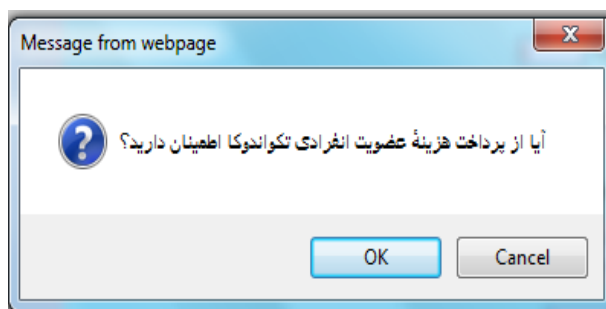 Message from webpage
آیا از پرداخت هزینهٔ عضویت انفرادی تکواندوکا اطمینان دارید؟
OK
Cancel